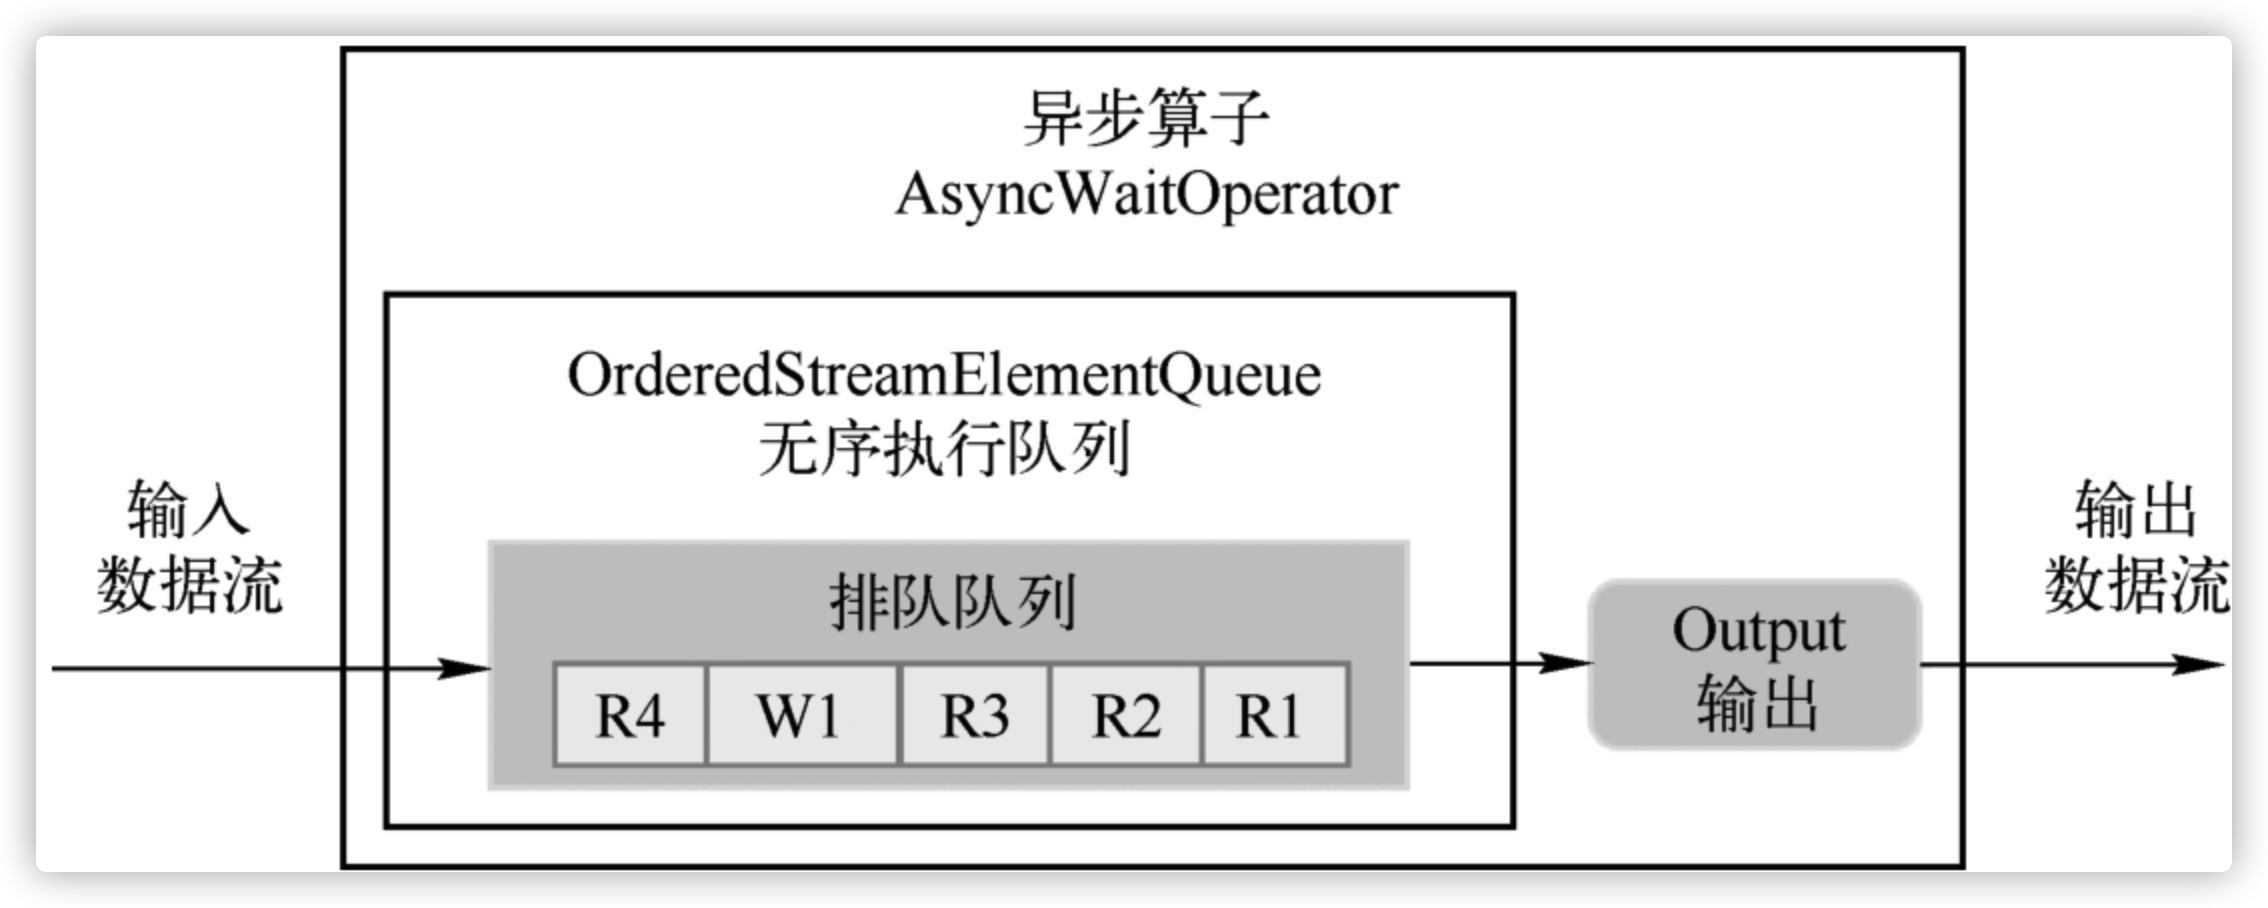 异步算子
AsyncWaitOperator
OrderedStreamElementQueue
无序执行队列
输入
数据流
排队队列
R4 W1 R3 R2 R1
Output
输出
输出
数据流